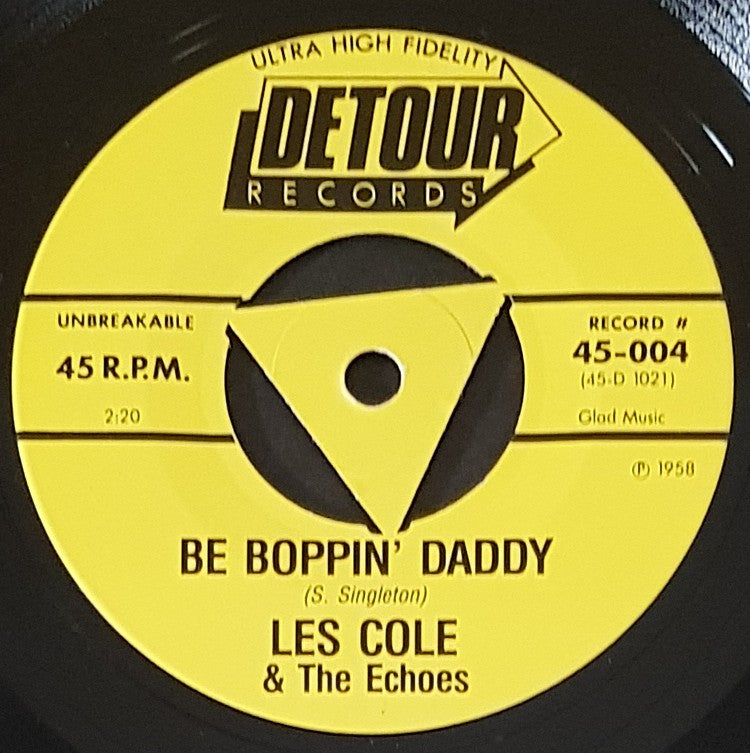 ULTRA HIGH FIDELITY
DETOUR
RECORDS
UNBREAKABLE
45 R.P.M.
2:20
RECORD #
45-004
(45-D 1021)
Glad Music
℗ 1958
BE BOPPIN' DADDY
(S. Singleton)
LES COLE
& The Echoes